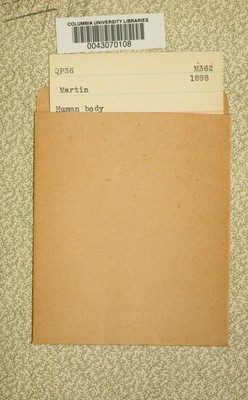 COLUMBIA UNIVERSITY LIBRARIES
0043070108
QP36 M362
1898
Martin
Human body